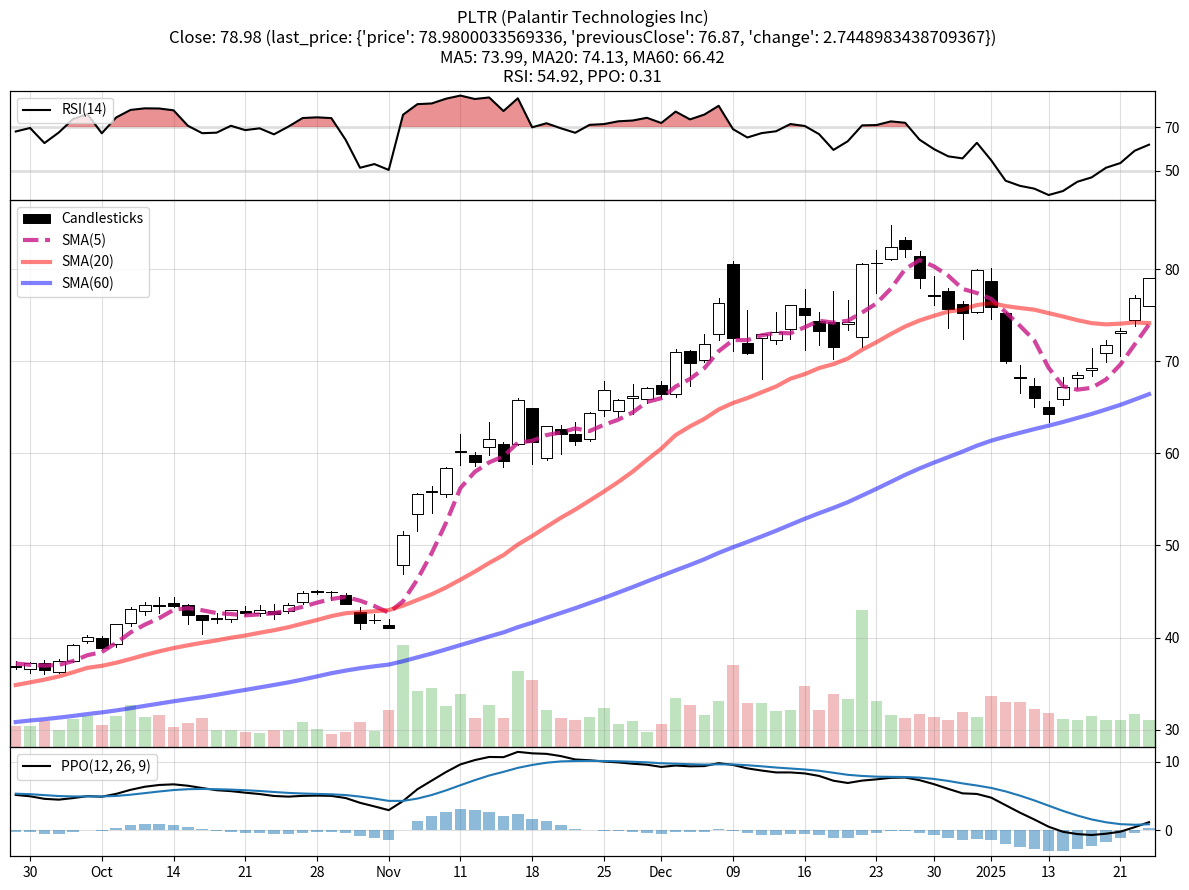 PLTR (Palantir Technologies Inc)
Close: 78.98 (last_price: {'price': 78.9800033569336, 'previousClose': 76.87, 'change': 2.7448983438709367})
MA5: 73.99, MA20: 74.13, MA60: 66.42
RSI: 54.92, PPO: 0.31
RSI(14)
70
50
Candlesticks
SMA(5)
SMA(20)
SMA(60)
80
70
60
50
40
30
PPO(12, 26, 9)
10
0
30 Oct 14 21 28 Nov 11 18 25 Dec 09 16 23 30 2025 13 21